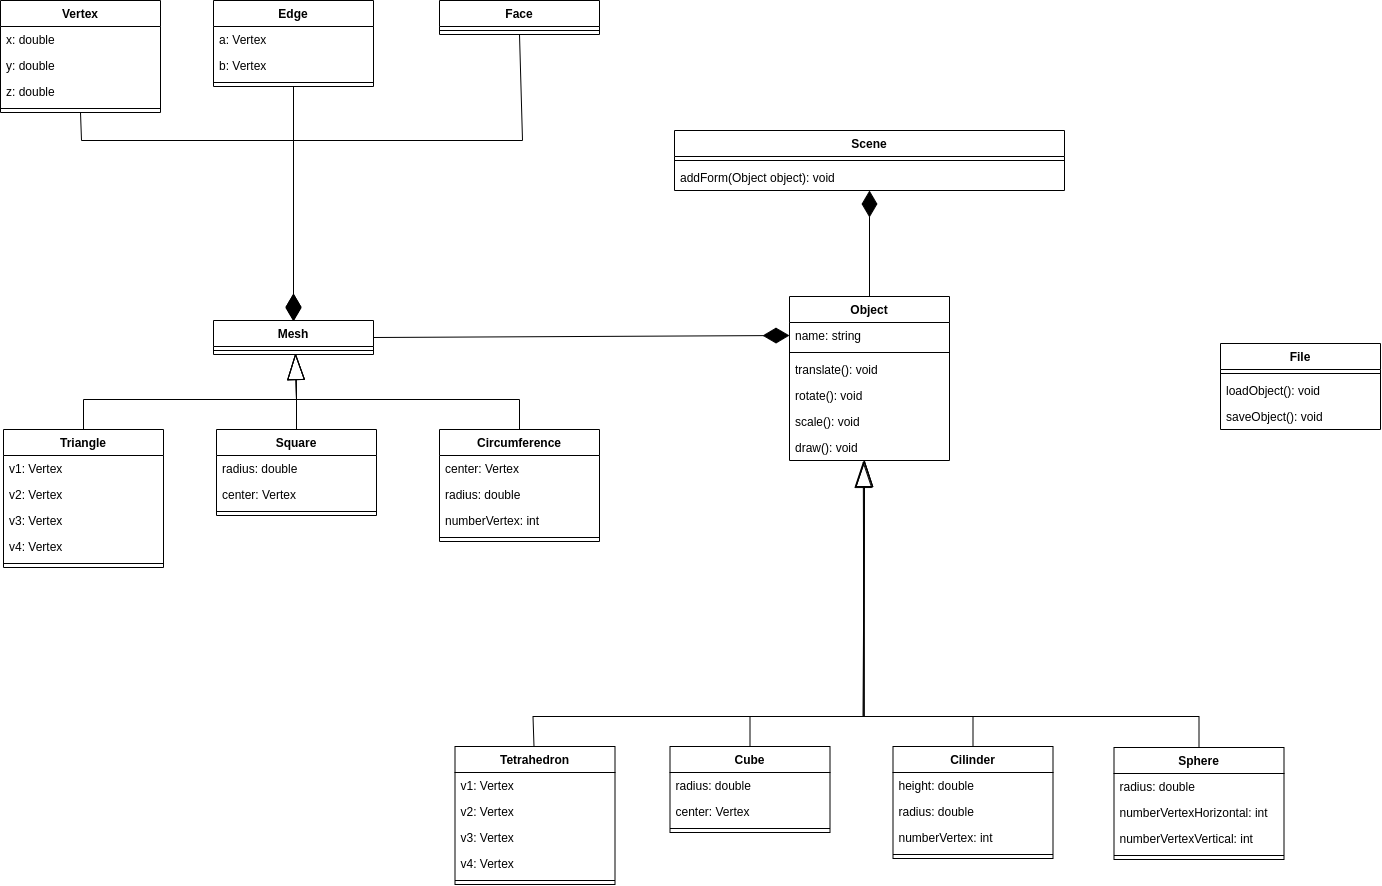 Vertex
x: double
y: double
z: double
Edge
a: Vertex
b: Vertex
Face
Scene
addForm(Object object): void
Mesh
Object
name: string
translate(): void
rotate(): void
scale(): void
draw(): void
File
loadObject(): void
saveObject(): void
Triangle
v1: Vertex
v2: Vertex
v3: Vertex
v4: Vertex
Square
radius: double
center: Vertex
Circumference
center: Vertex
radius: double
numberVertex: int
Tetrahedron
v1: Vertex
v2: Vertex
v3: Vertex
v4: Vertex
Cube
radius: double
center: Vertex
Cilinder
height: double
radius: double
numberVertex: int
Sphere
radius: double
numberVertexHorizontal: int
numberVertexVertical: int